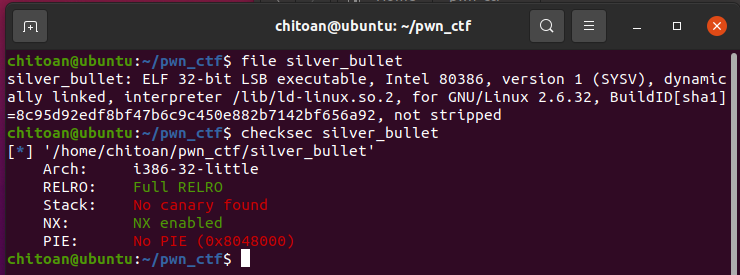 chitoan@ubuntu: ~/pwn_ctf
chitoan@ubuntu:~/pwn_ctf$ file silver_bullet
silver_bullet: ELF 32-bit LSB executable, Intel 80386, version 1 (SYSV), dynamic
ally linked, interpreter /lib/ld-linux.so.2, for GNU/Linux 2.6.32, BuildID[sha1]
=8c95d92edf8bf47b6c9c450e882b7142bf656a92, not stripped
chitoan@ubuntu:~/pwn_ctf$ checksec silver_bullet
[*] '/home/chitoan/pwn_ctf/silver_bullet'
    Arch:     i386-32-little
    RELRO:    Full RELRO
    Stack:    No canary found
    NX:       NX enabled
    PIE:      No PIE (0x8048000)
chitoan@ubuntu:~/pwn_ctf$